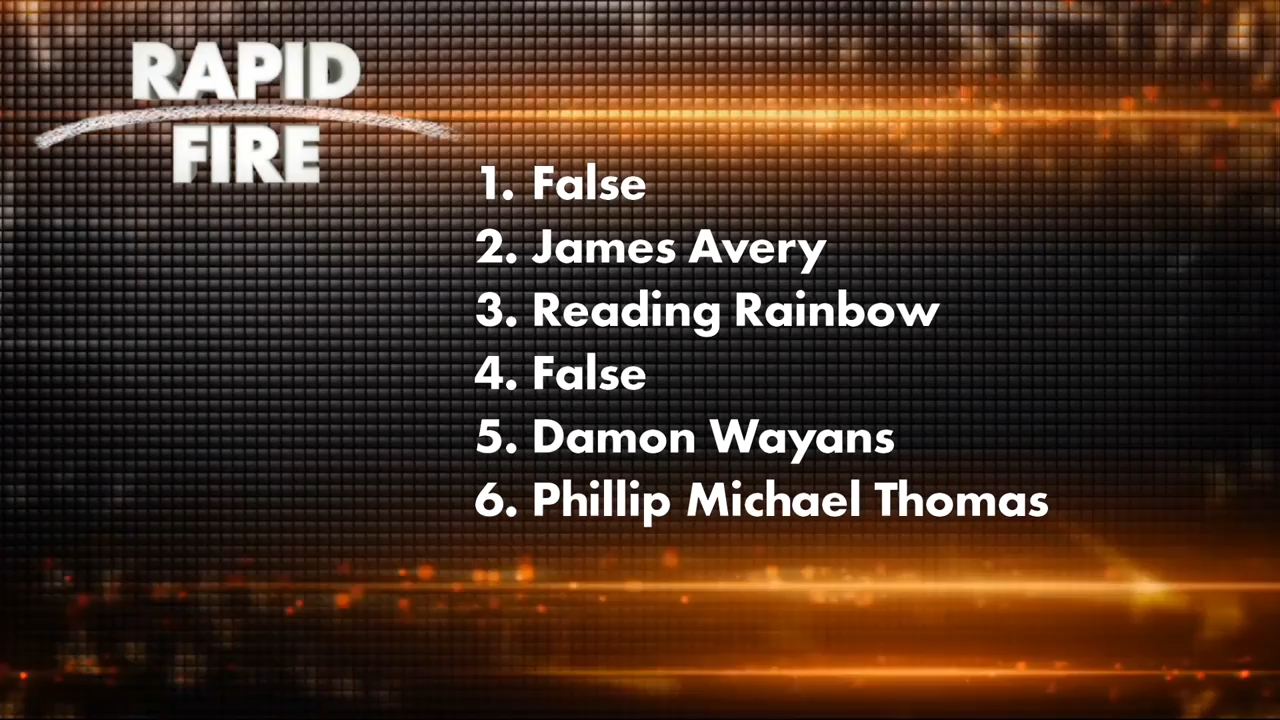 RAPID
FIRE
1. False
2. James Avery
3. Reading Rainbow
4. False
5. Damon Wayans
6. Phillip Michael Thomas